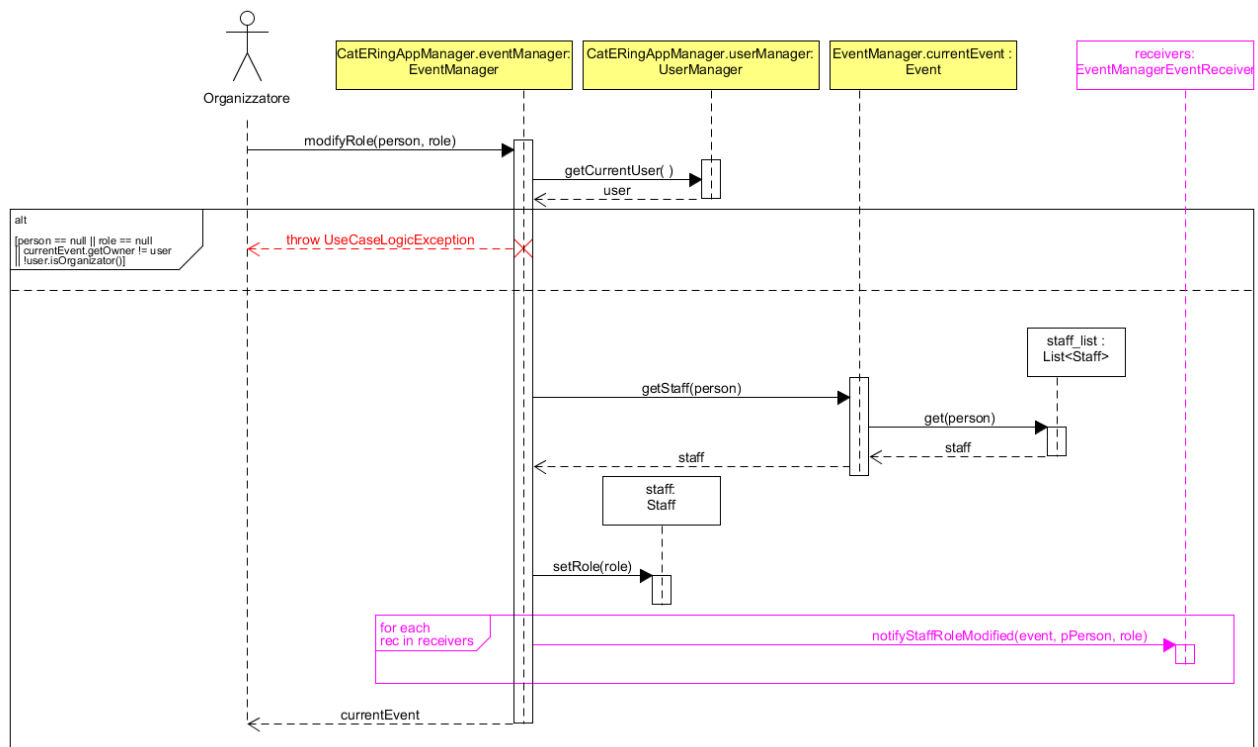 CatERingAppManager.eventManager:
EventManager
CatERingAppManager.userManager:
UserManager
EventManager.currentEvent :
Event
receivers:
EventManagerEventReceiver
Organizzatore
modifyRole(person, role)
getCurrentUser( )
user
alt
[person == null || role == null
|| currentEvent.getOwner != user
|| !user.isOrganizator()]
throw UseCaseLogicException
staff_list :
List<Staff>
getStaff(person)
get(person)
staff
staff
staff:
Staff
setRole(role)
for each
rec in receivers
notifyStaffRoleModified(event, pPerson, role)
currentEvent